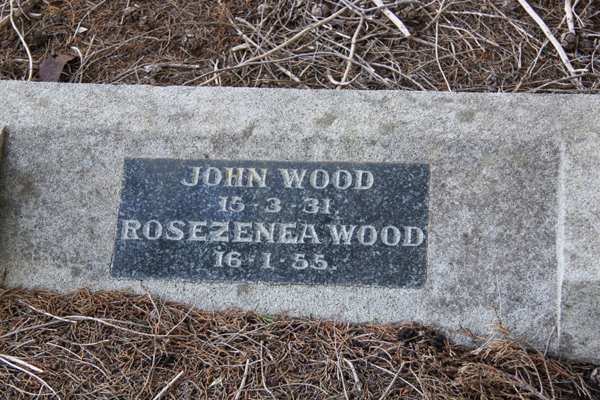 JOHN WOOD
15·3·31.
ROSEZENEA WOOD
16·1·55.